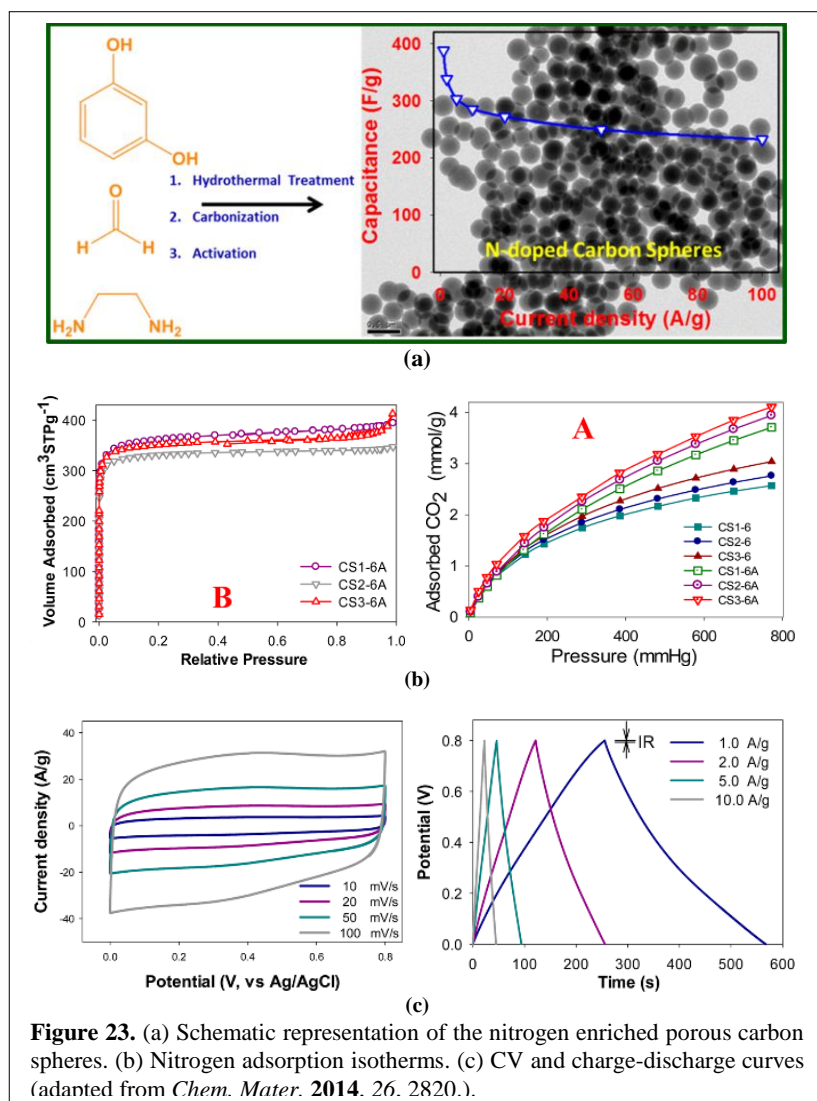 OH
OH
O
H
H
H₂N
NH₂
1. Hydrothermal Treatment
2. Carbonization
3. Activation
Capacitance (F/g)
400
300
200
100
0
N-doped Carbon Spheres
0 20 40 60 80 100
Current density (A/g)
(a)
Volume Adsorbed (cm³STPg⁻¹)
400
300
200
100
0
B
CS1-6A
CS2-6A
CS3-6A
0.0 0.2 0.4 0.6 0.8 1.0
Relative Pressure
Adsorbed CO₂ (mmol/g)
4
3
2
1
0
A
CS1-6
CS2-6
CS3-6
CS1-6A
CS2-6A
CS3-6A
0 200 400 600 800
Pressure (mmHg)
(b)
Current density (A/g)
40
20
0
-20
-40
10 mV/s
20 mV/s
50 mV/s
100 mV/s
0.0 0.2 0.4 0.6 0.8
Potential (V, vs Ag/AgCl)
Potential (V)
0.8
0.4
0.2
0.0
IR
1.0 A/g
2.0 A/g
5.0 A/g
10.0 A/g
0 100 200 300 400 500 600
Time (s)
(c)
Figure 23. (a) Schematic representation of the nitrogen enriched porous carbon
spheres. (b) Nitrogen adsorption isotherms. (c) CV and charge-discharge curves
(adapted from Chem. Mater. 2014, 26, 2820.).